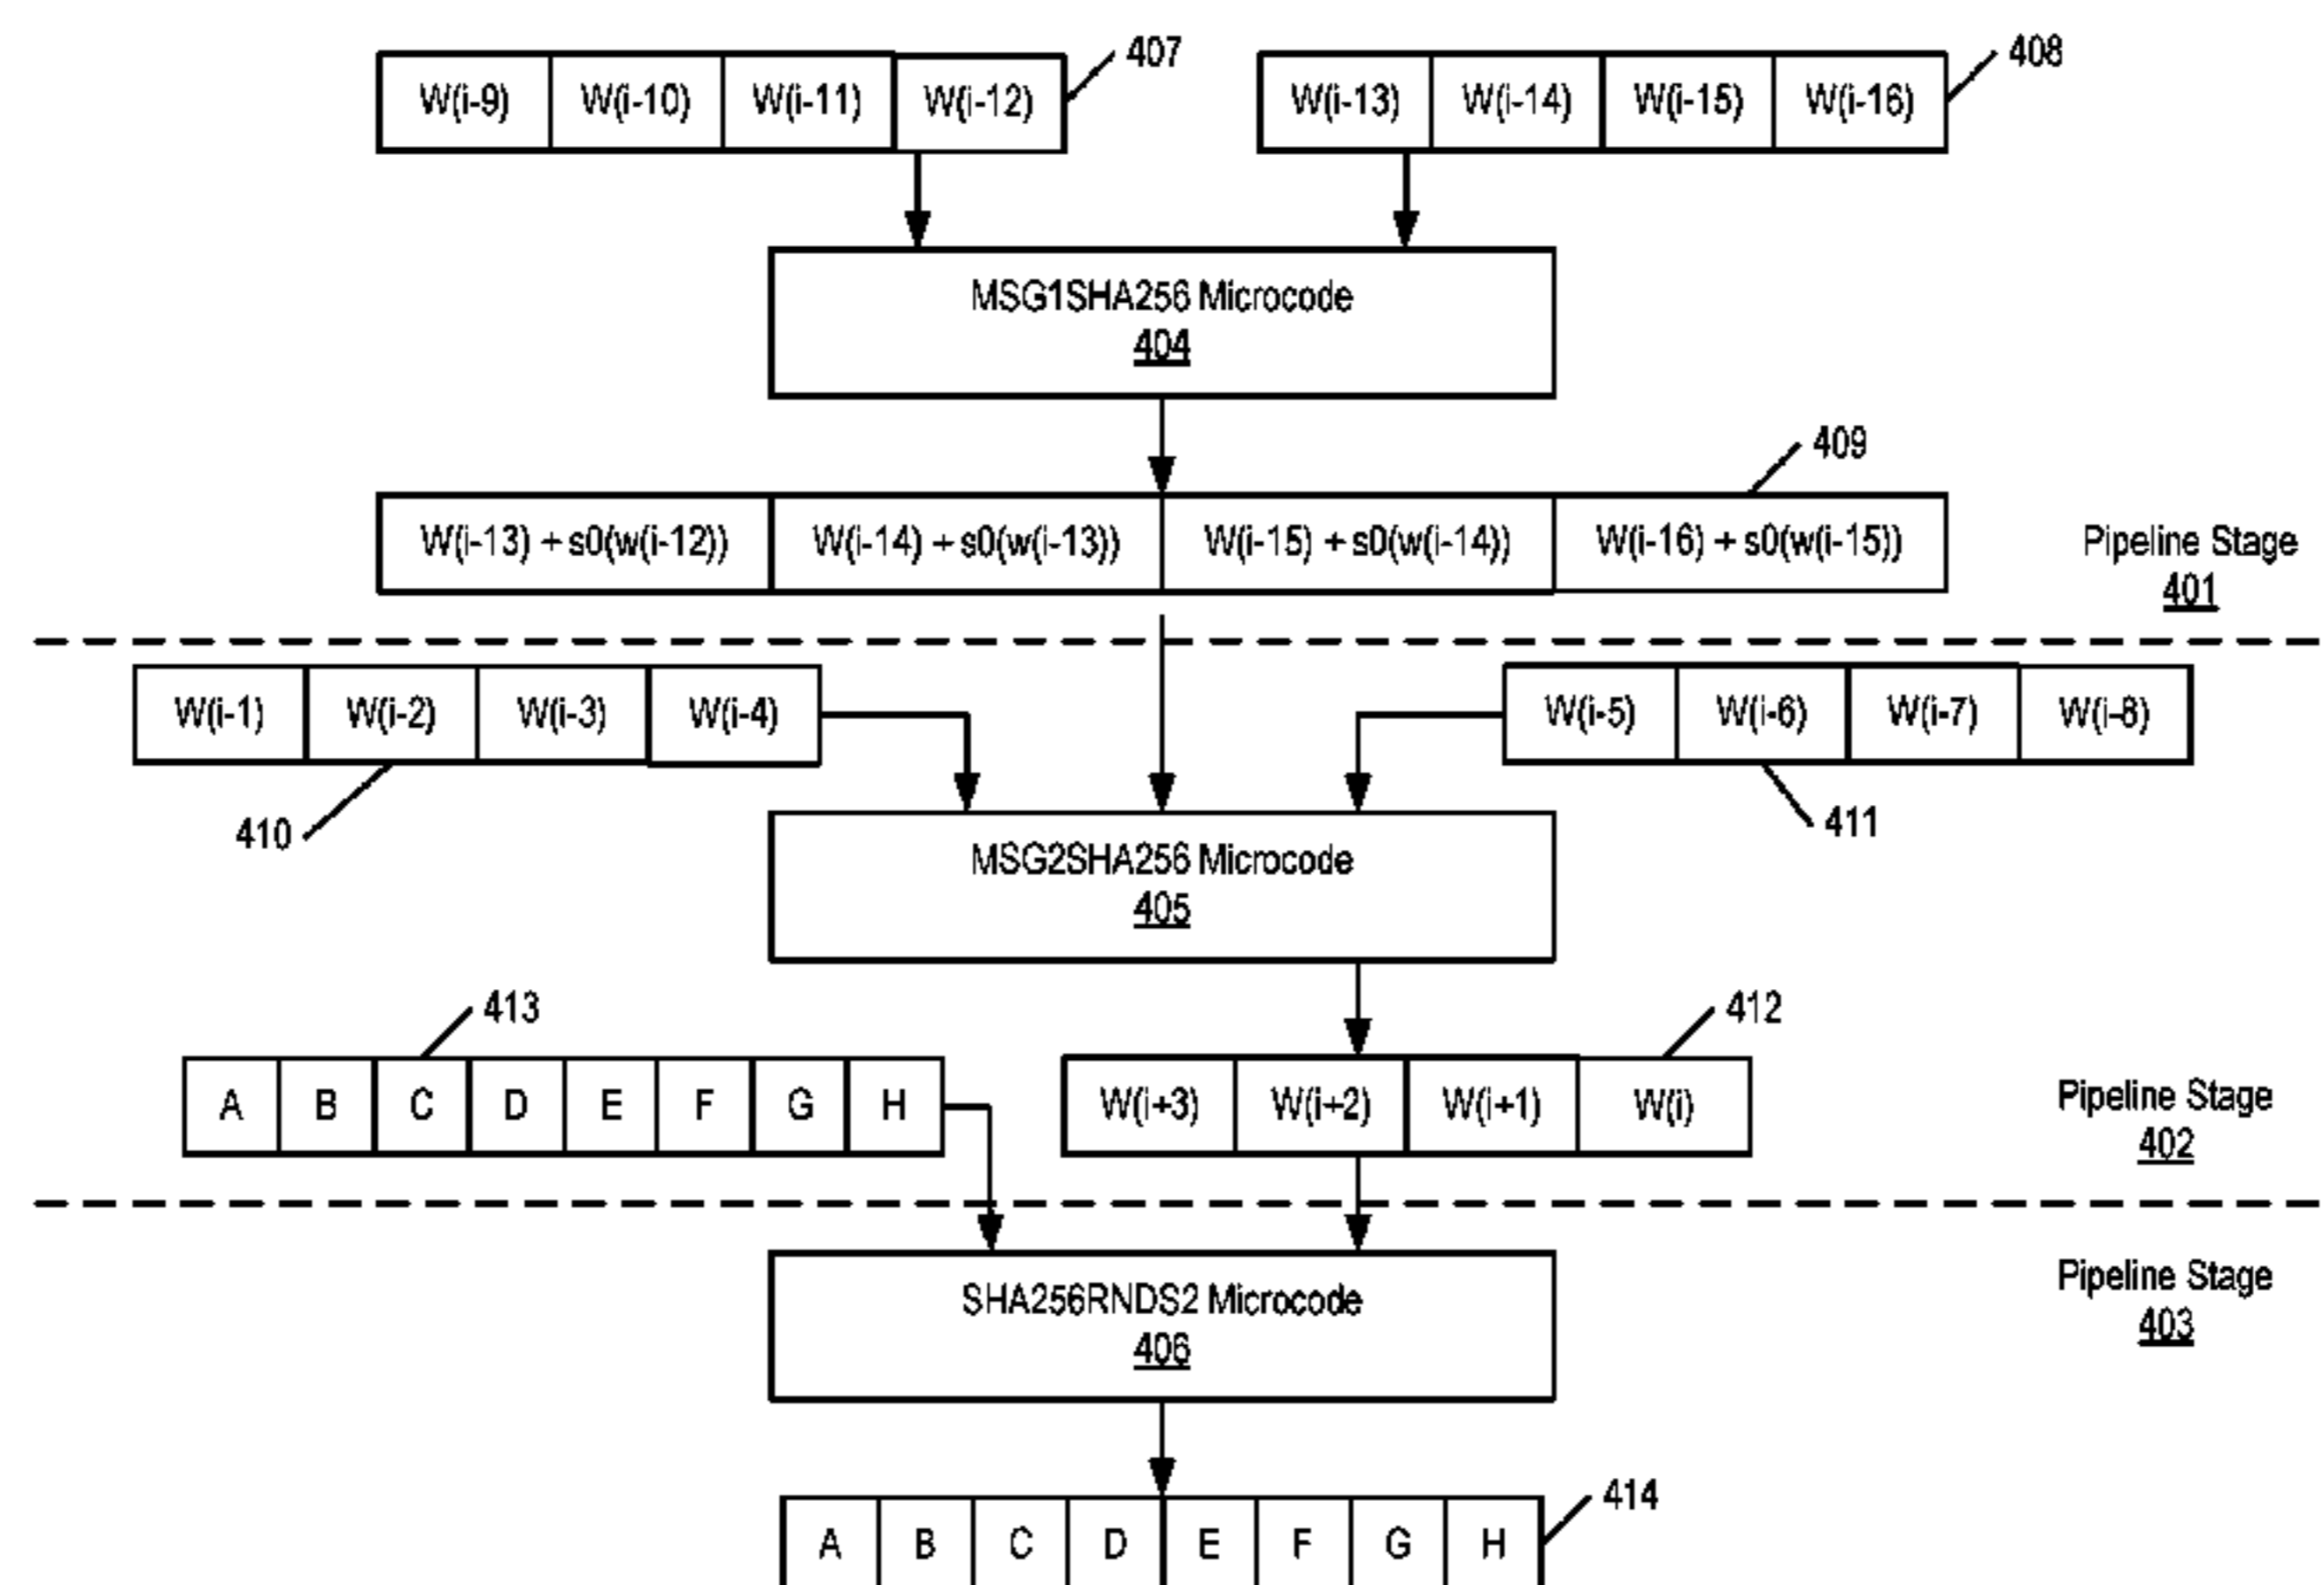 407
408
W(i-9) W(i-10) W(i-11) W(i-12)
W(i-13) W(i-14) W(i-15) W(i-16)
MSG1SHA256 Microcode
404
409
W(i-13) + s0(w(i-12)) W(i-14) + s0(w(i-13)) W(i-15) + s0(w(i-14)) W(i-16) + s0(w(i-15))
Pipeline Stage
401
W(i-1) W(i-2) W(i-3) W(i-4)
W(i-5) W(i-6) W(i-7) W(i-8)
410
411
MSG2SHA256 Microcode
405
413
412
A B C D E F G H
W(i+3) W(i+2) W(i+1) W(i)
Pipeline Stage
402
SHA256RNDS2 Microcode
406
Pipeline Stage
403
414
A B C D E F G H